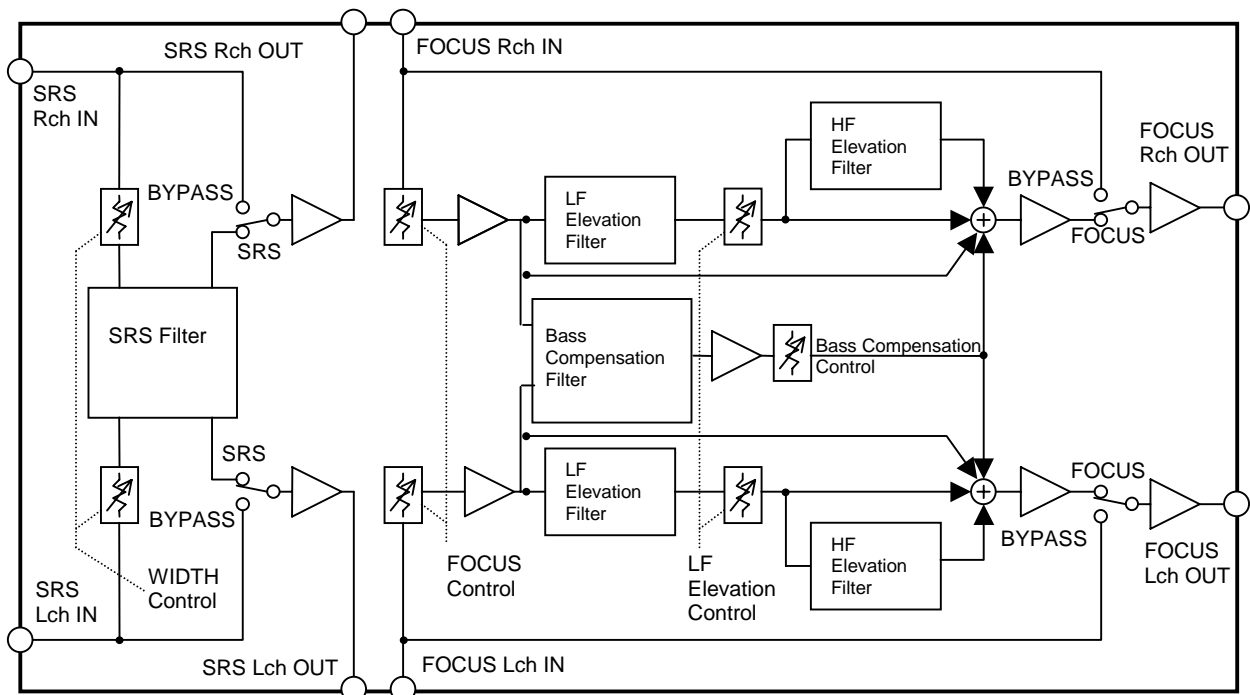 SRS Rch OUT
FOCUS Rch IN
SRS
Rch IN
HF
Elevation
Filter
FOCUS
Rch OUT
BYPASS
BYPASS
LF
Elevation
Filter
SRS
FOCUS
SRS Filter
Bass
Compensation
Filter
Bass Compensation
Control
SRS
LF
Elevation
Filter
FOCUS
BYPASS
BYPASS
HF
Elevation
Filter
FOCUS
Lch OUT
SRS
Lch IN
WIDTH
Control
FOCUS
Control
LF
Elevation
Control
SRS Lch OUT
FOCUS Lch IN